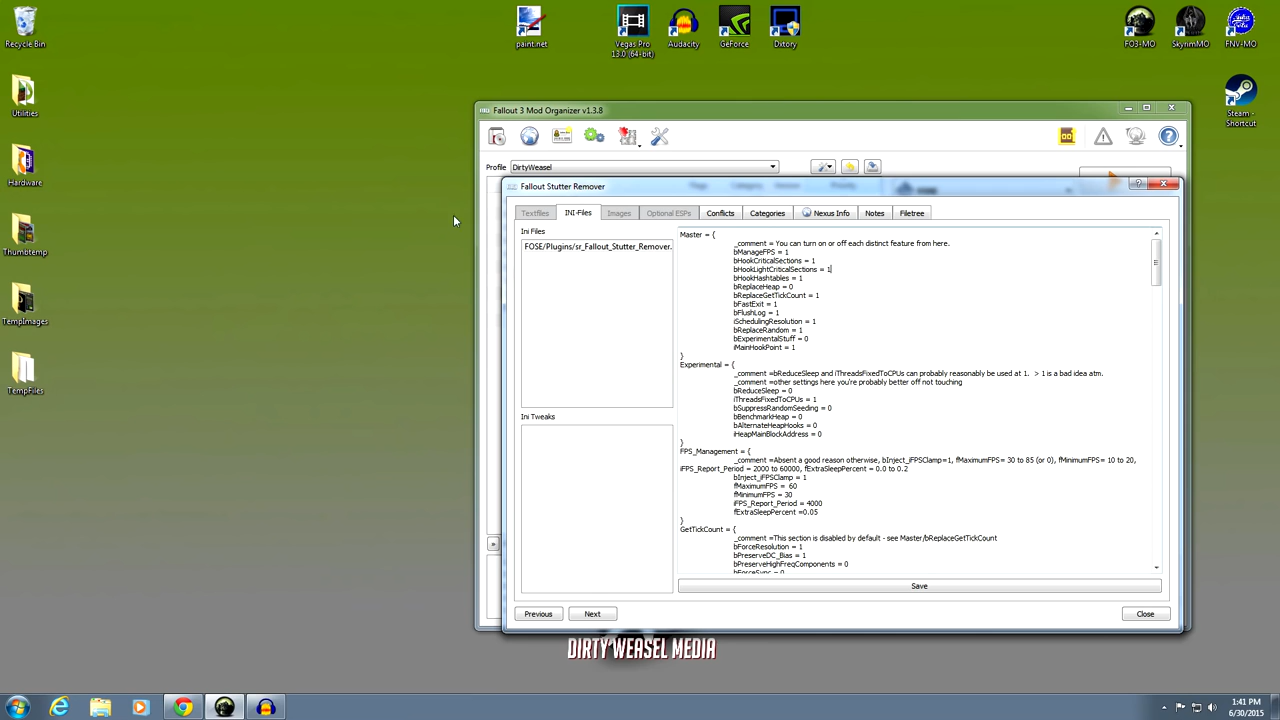 Recycle Bin
paint.net
Vegas Pro
13.0 (64-bit)
Audacity
GeForce
Dxtory
FO3-MO
SkyrimMO
FNV-MO
Utilities
Steam -
Shortcut
Hardware
Thumbtemp
TempImages
TempFiles
Fallout 3 Mod Organizer v1.3.8
Profile
DirtyWeasel
Flags
Category
Version
Priority
Fallout Stutter Remover
Textfiles
INI-Files
Images
Optional ESPs
Conflicts
Categories
Nexus Info
Notes
Filetree
Ini Files
FOSE/Plugins/sr_Fallout_Stutter_Remover.
Ini Tweaks
Master = {
_comment = You can turn on or off each distinct feature from here.
bManageFPS = 1
bHookCriticalSections = 1
bHookLightCriticalSections = 1
bHookHashtables = 1
bReplaceHeap = 0
bReplaceGetTickCount = 1
bFastExit = 1
bFlushLog = 1
iSchedulingResolution = 1
bReplaceRandom = 1
bExperimentalStuff = 0
iMainHookPoint = 1
}
Experimental = {
_comment =bReduceSleep and iThreadsFixedToCPUs can probably reasonably be used at 1.  > 1 is a bad idea atm.
_comment =other settings here you're probably better off not touching
bReduceSleep = 0
iThreadsFixedToCPUs = 1
bSuppressRandomSeeding = 0
bBenchmarkHeap = 0
bAlternateHeapHooks = 0
iHeapMainBlockAddress = 0
}
FPS_Management = {
_comment =Absent a good reason otherwise, bInject_iFPSClamp=1, fMaximumFPS= 30 to 85 (or 0), fMinimumFPS= 10 to 20,
iFPS_Report_Period = 2000 to 60000, fExtraSleepPercent = 0.0 to 0.2
bInject_iFPSClamp = 1
fMaximumFPS =  60
fMinimumFPS = 30
iFPS_Report_Period = 4000
fExtraSleepPercent =0.05
}
GetTickCount = {
_comment =This section is disabled by default - see Master/bReplaceGetTickCount
bForceResolution = 1
bPreserveDC_Bias = 1
bPreserveHighFreqComponents = 0
bForceSync = 0
Save
Previous
Next
Close
DIRTY WEASEL MEDIA
1:41 PM
6/30/2015